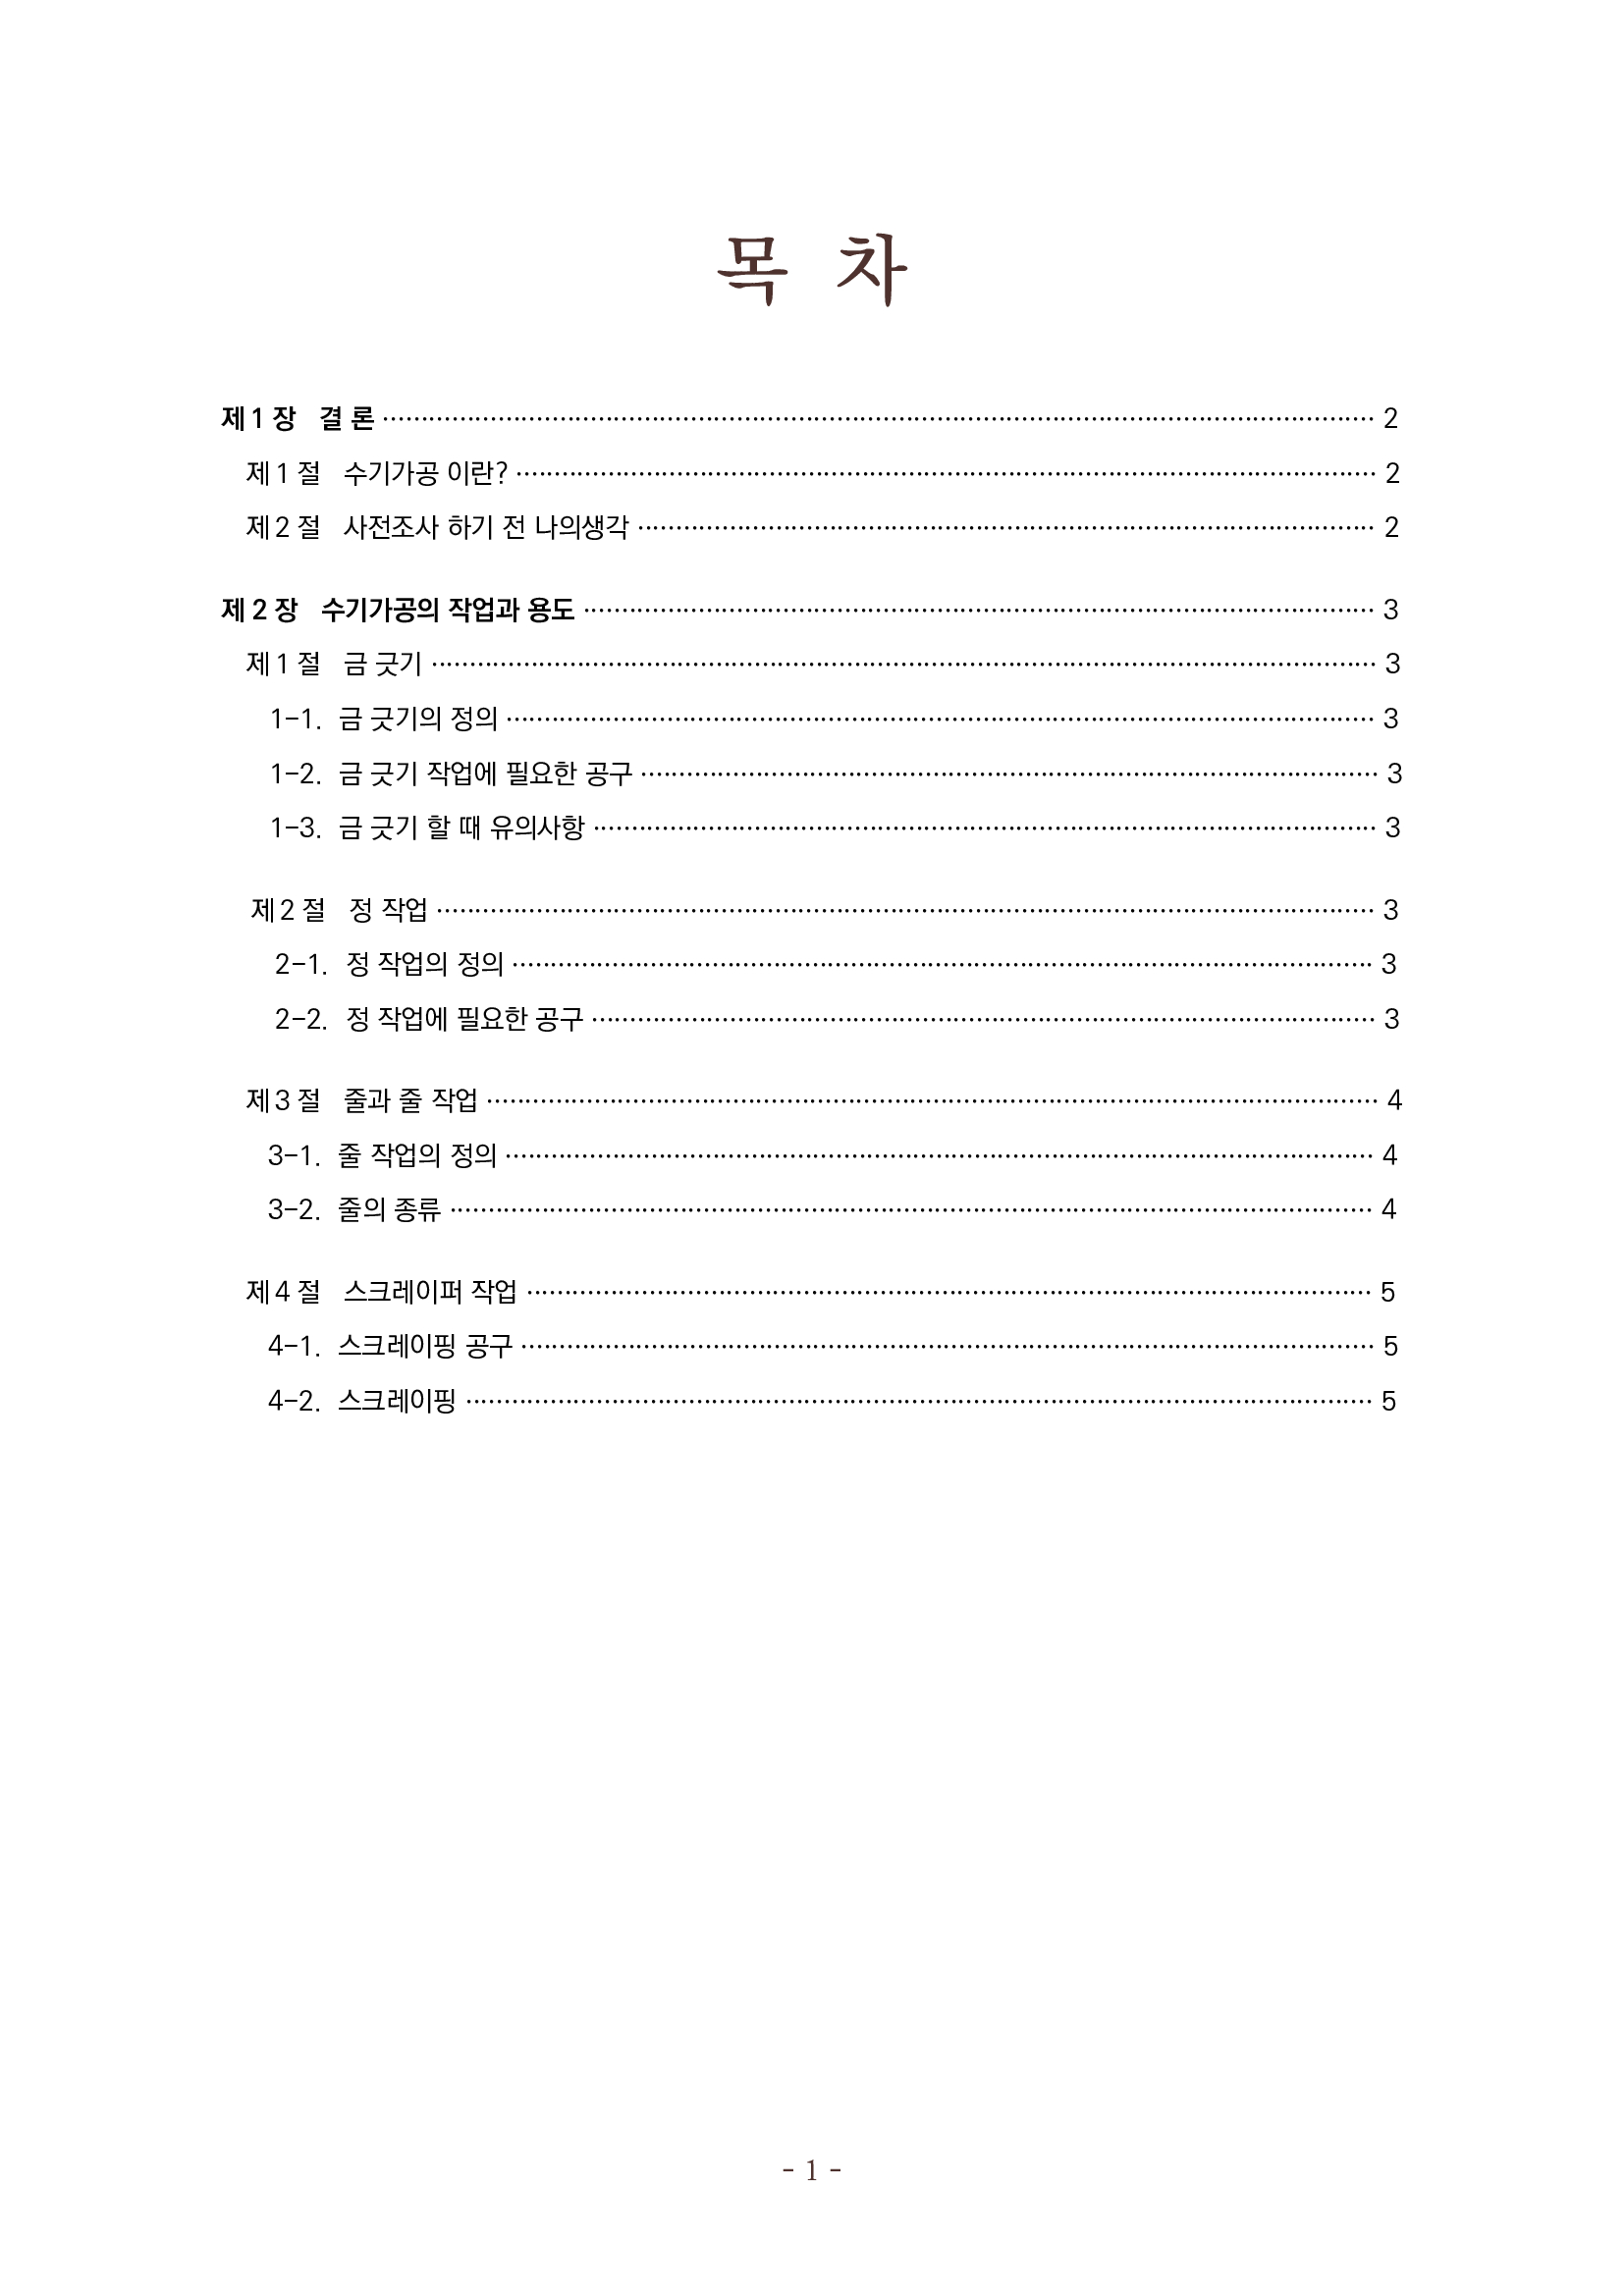 목 차
제1장 결 론 ········ 2
제1절 수기가공 이란? ········ 2
제2절 사전조사 하기 전 나의생각 ········ 2
제2장 수기가공의 작업과 용도 ········ 3
제1절 금 긋기 ········ 3
1-1. 금 긋기의 정의 ········ 3
1-2. 금 긋기 작업에 필요한 공구 ········ 3
1-3. 금 긋기 할 때 유의사항 ········ 3
제2절 정 작업 ········ 3
2-1. 정 작업의 정의 ········ 3
2-2. 정 작업에 필요한 공구 ········ 3
제3절 줄과 줄 작업 ········ 4
3-1. 줄 작업의 정의 ········ 4
3-2. 줄의 종류 ········ 4
제4절 스크레이퍼 작업 ········ 5
4-1. 스크레이핑 공구 ········ 5
4-2. 스크레이핑 ········ 5
- 1 -